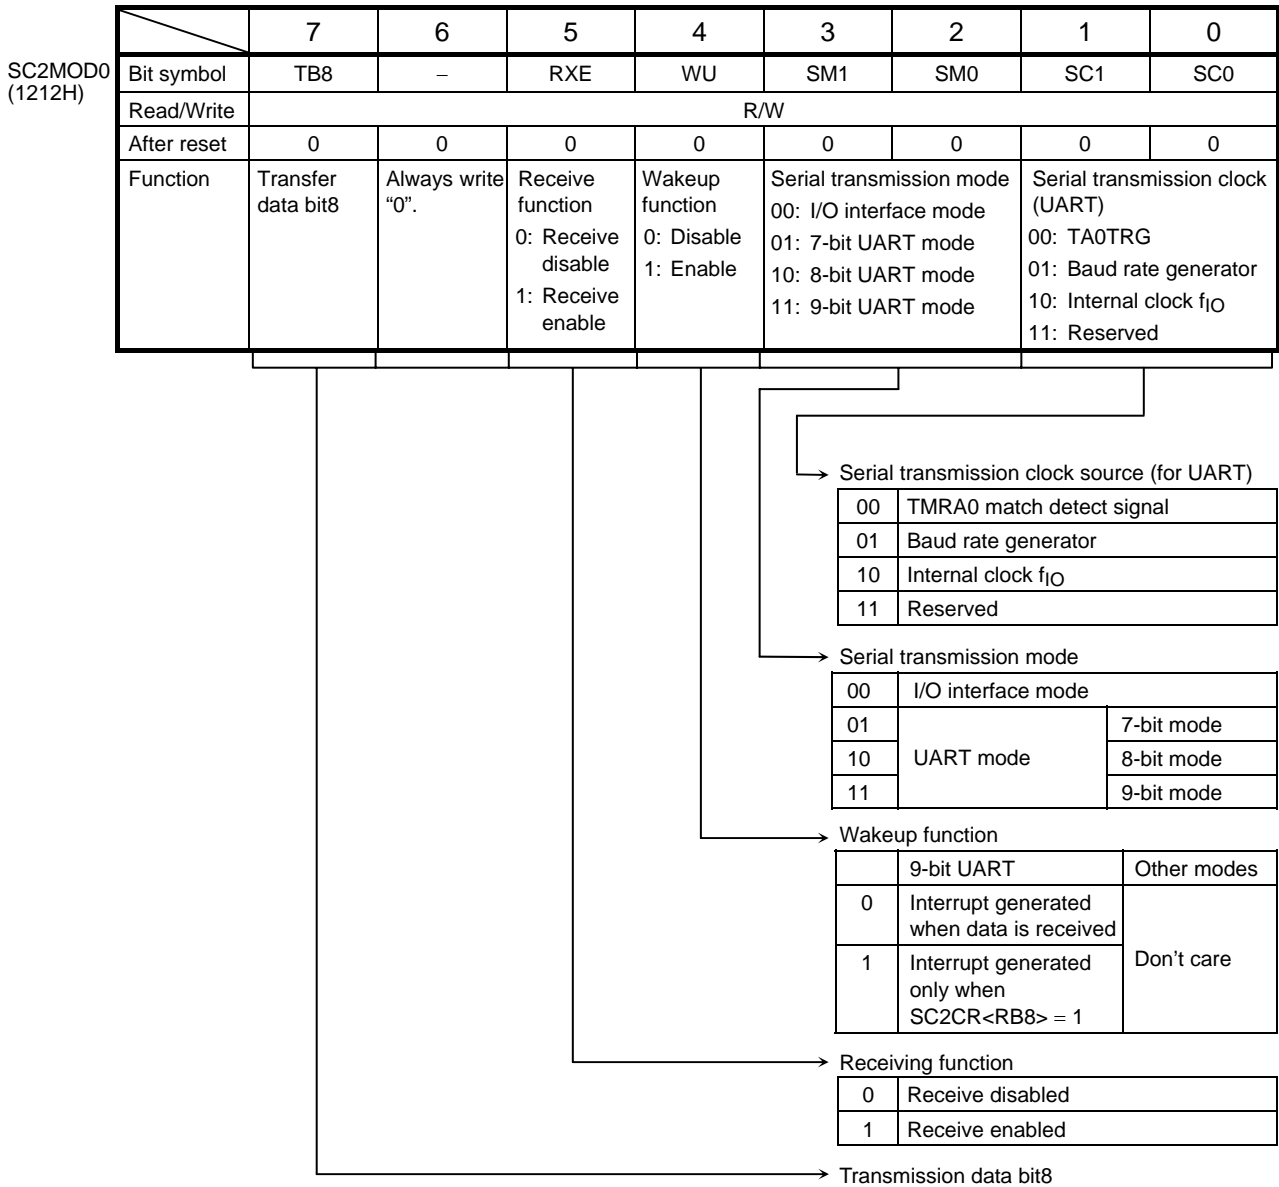 7 6 5 4 3 2 1 0
SC2MOD0
(1212H)
Bit symbol TB8 – RXE WU SM1 SM0 SC1 SC0
Read/Write R/W
After reset 0 0 0 0 0 0 0 0
Function
Transfer
data bit8
Always write
“0”.
Receive
function
0: Receive
disable
1: Receive
enable
Wakeup
function
0: Disable
1: Enable
Serial transmission mode
00: I/O interface mode
01: 7-bit UART mode
10: 8-bit UART mode
11: 9-bit UART mode
Serial transmission clock
(UART)
00: TA0TRG
01: Baud rate generator
10: Internal clock fIO
11: Reserved
Serial transmission clock source (for UART)
00 TMRA0 match detect signal
01 Baud rate generator
10 Internal clock fIO
11 Reserved
Serial transmission mode
00 I/O interface mode
01 7-bit mode
10 UART mode 8-bit mode
11 9-bit mode
Wakeup function
9-bit UART Other modes
0 Interrupt generated
when data is received
1 Interrupt generated
only when
SC2CR<RB8> = 1
Don’t care
Receiving function
0 Receive disabled
1 Receive enabled
Transmission data bit8